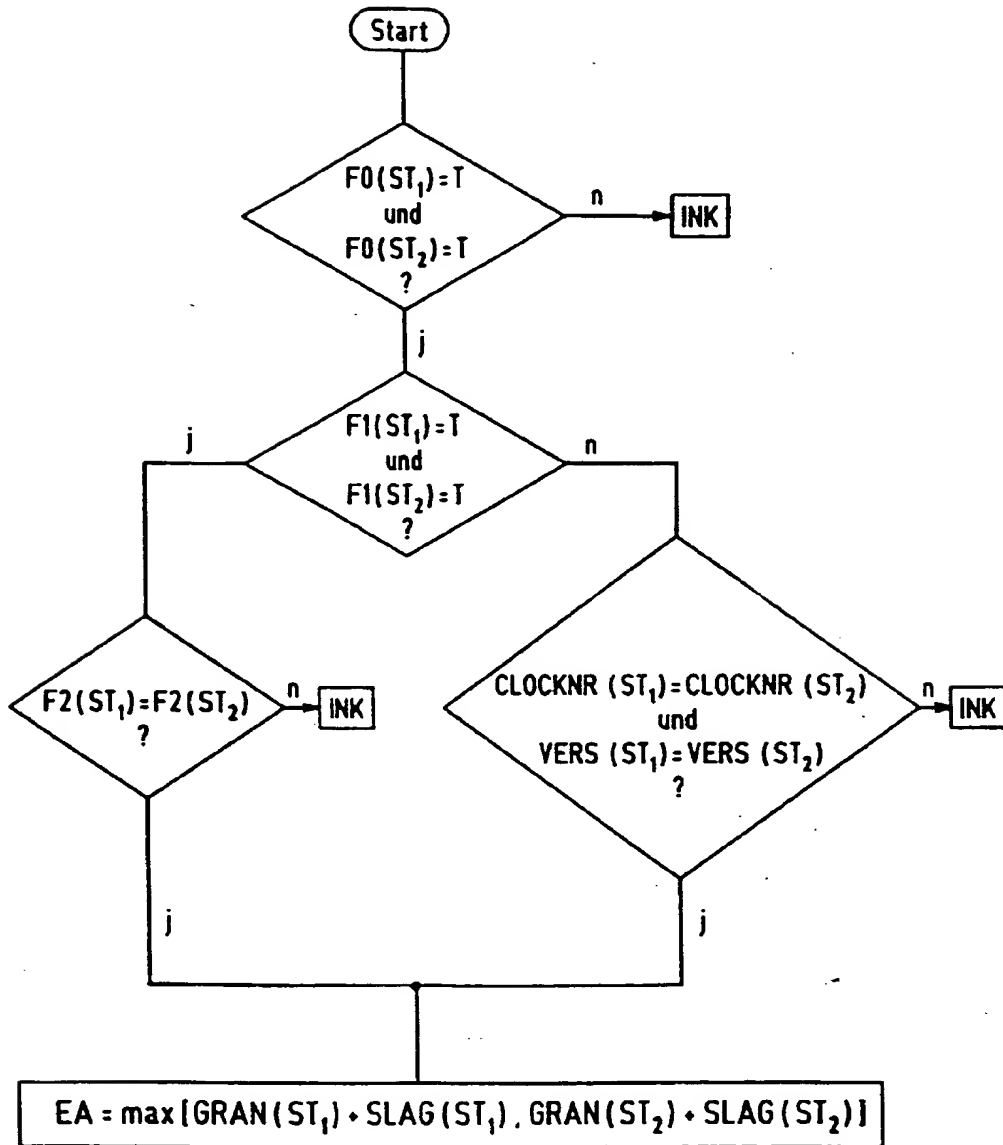 Start
F0(ST₁)=T
und
F0(ST₂)=T
?
n
INK
j
F1(ST₁)=T
und
F1(ST₂)=T
?
j
n
F2(ST₁)=F2(ST₂)
?
n
INK
CLOCKNR (ST₁)=CLOCKNR (ST₂)
und
VERS (ST₁)=VERS (ST₂)
?
n
INK
j
j
EA = max [GRAN(ST₁) + SLAG(ST₁), GRAN(ST₂) + SLAG(ST₂)]